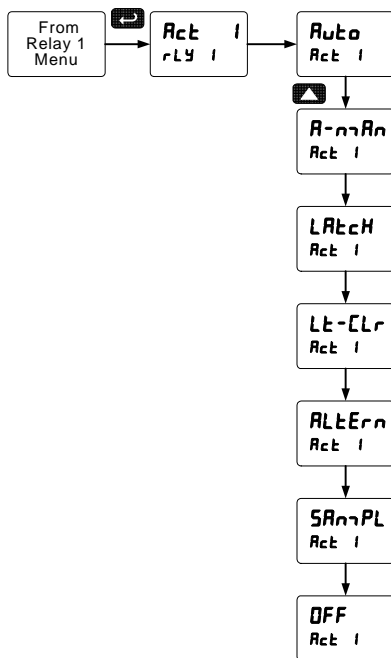 From
Relay 1
Menu
Act 1
rLY 1
Auto
Act 1
A-mAn
Act 1
LAtcH
Act 1
Lt-CLr
Act 1
ALtErn
Act 1
SAmPL
Act 1
OFF
Act 1